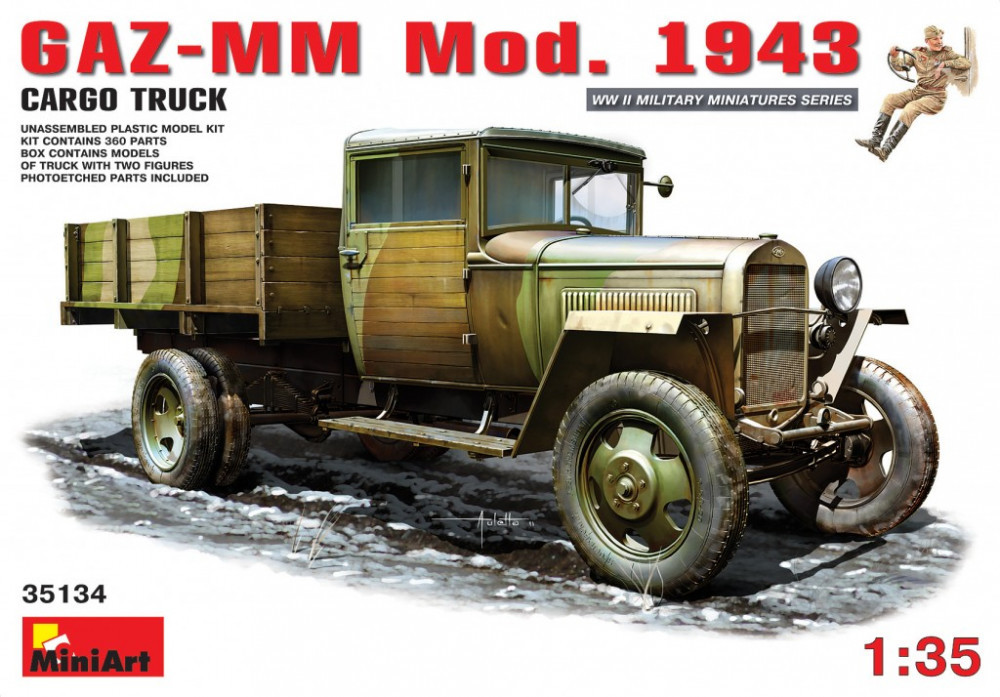 GAZ-MM Mod. 1943
CARGO TRUCK
WW II MILITARY MINIATURES SERIES
UNASSEMBLED PLASTIC MODEL KIT
KIT CONTAINS 360 PARTS
BOX CONTAINS MODELS
OF TRUCK WITH TWO FIGURES
PHOTOETCHED PARTS INCLUDED
Auletta
35134
MiniArt
1:35